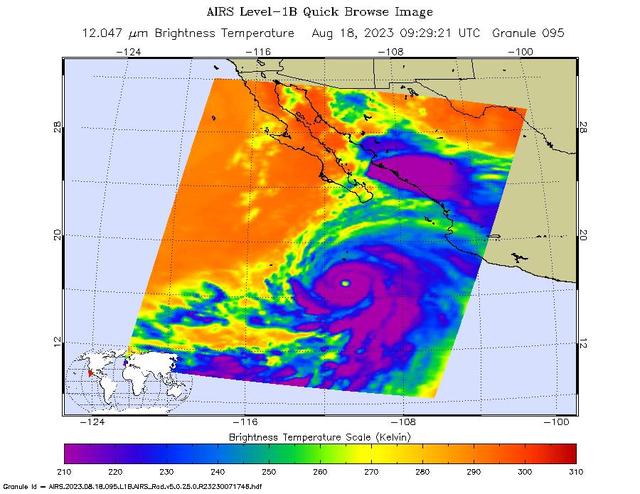 AIRS Level-1B Quick Browse Image
12.047 µm Brightness Temperature Aug 18, 2023 09:29:21 UTC Granule 095
-124 -116 -108 -100
28 28
20 20
12 12
-124 -116 -108 -100
Brightness Temperature Scale (Kelvin)
210 220 230 240 250 260 270 280 290 300 310
Granule Id = AIRS.2023.08.18.095.L1B.AIRS_Rad.v5.0.25.0.R23230071748.hdf